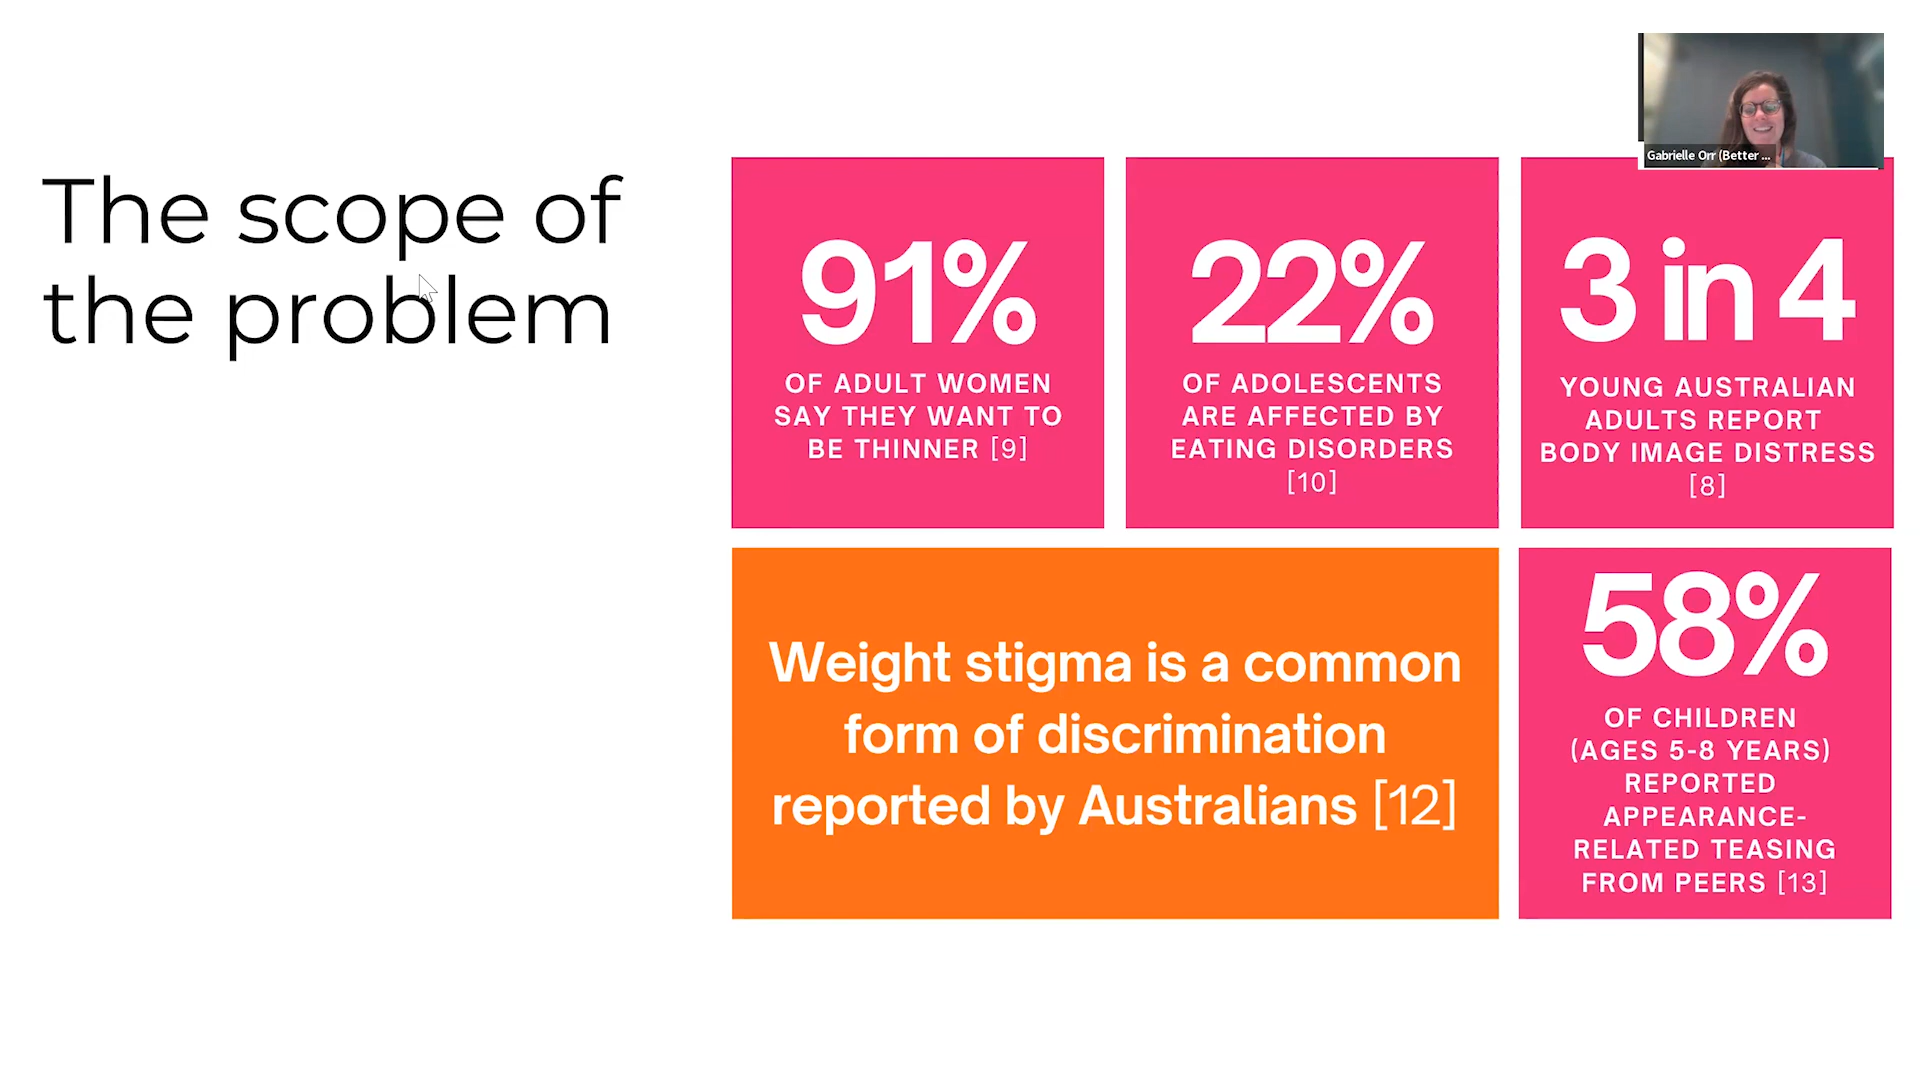 The scope of
the problem
Gabrielle Orr (Better ...
91%
OF ADULT WOMEN
SAY THEY WANT TO
BE THINNER [9]
22%
OF ADOLESCENTS
ARE AFFECTED BY
EATING DISORDERS
[10]
3 in 4
YOUNG AUSTRALIAN
ADULTS REPORT
BODY IMAGE DISTRESS
[8]
Weight stigma is a common
form of discrimination
reported by Australians [12]
58%
OF CHILDREN
(AGES 5-8 YEARS)
REPORTED
APPEARANCE-
RELATED TEASING
FROM PEERS [13]